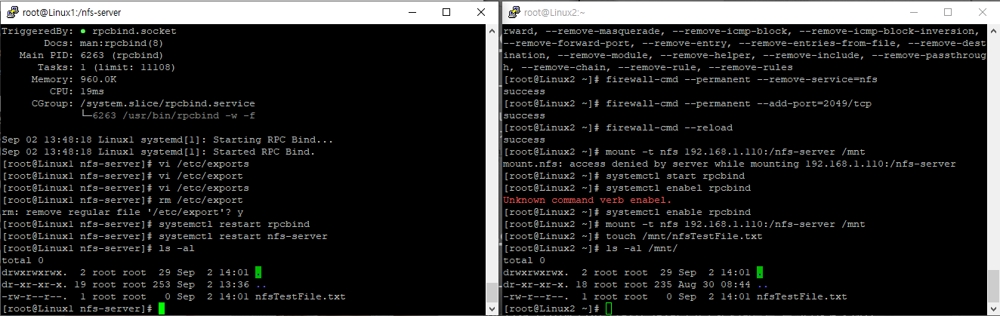 root@Linux1:/nfs-server
TriggeredBy: ● rpcbind.socket
Docs: man:rpcbind(8)
Main PID: 6263 (rpcbind)
Tasks: 1 (limit: 11108)
Memory: 960.0K
CPU: 19ms
CGroup: /system.slice/rpcbind.service
└─6263 /usr/bin/rpcbind -w -f
Sep 02 13:48:18 Linux1 systemd[1]: Starting RPC Bind...
Sep 02 13:48:18 Linux1 systemd[1]: Started RPC Bind.
[root@Linux1 nfs-server]# vi /etc/exports
[root@Linux1 nfs-server]# vi /etc/export
[root@Linux1 nfs-server]# vi /etc/exports
[root@Linux1 nfs-server]# rm /etc/export
rm: remove regular file '/etc/export'? y
[root@Linux1 nfs-server]# systemctl restart rpcbind
[root@Linux1 nfs-server]# systemctl restart nfs-server
[root@Linux1 nfs-server]# ls -al
total 0
drwxrwxrwx.  2 root root  29 Sep  2 14:01 .
dr-xr-xr-x. 19 root root 253 Sep  2 13:36 ..
-rw-r--r--.  1 root root   0 Sep  2 14:01 nfsTestFile.txt
[root@Linux1 nfs-server]#
root@Linux2:~
rward, --remove-masquerade, --remove-icmp-block, --remove-icmp-block-inversion,
--remove-forward-port, --remove-entry, --remove-entries-from-file, --remove-dest
ination, --remove-module, --remove-helper, --remove-include, --remove-passthroug
h, --remove-chain, --remove-rule, --remove-rules
[root@Linux2 ~]# firewall-cmd --permanent --remove-service=nfs
success
[root@Linux2 ~]# firewall-cmd --permanent --add-port=2049/tcp
success
[root@Linux2 ~]# firewall-cmd --reload
success
[root@Linux2 ~]# mount -t nfs 192.168.1.110:/nfs-server /mnt
mount.nfs: access denied by server while mounting 192.168.1.110:/nfs-server
[root@Linux2 ~]# systemctl start rpcbind
[root@Linux2 ~]# systemctl enabel rpcbind
Unknown command verb enabel.
[root@Linux2 ~]# systemctl enable rpcbind
[root@Linux2 ~]# mount -t nfs 192.168.1.110:/nfs-server /mnt
[root@Linux2 ~]# touch /mnt/nfsTestFile.txt
[root@Linux2 ~]# ls -al /mnt/
total 0
drwxrwxrwx.  2 root root  29 Sep  2 14:01 .
dr-xr-xr-x. 18 root root 235 Aug 30 08:44 ..
-rw-r--r--.  1 root root   0 Sep  2 14:01 nfsTestFile.txt
[root@Linux2 ~]#